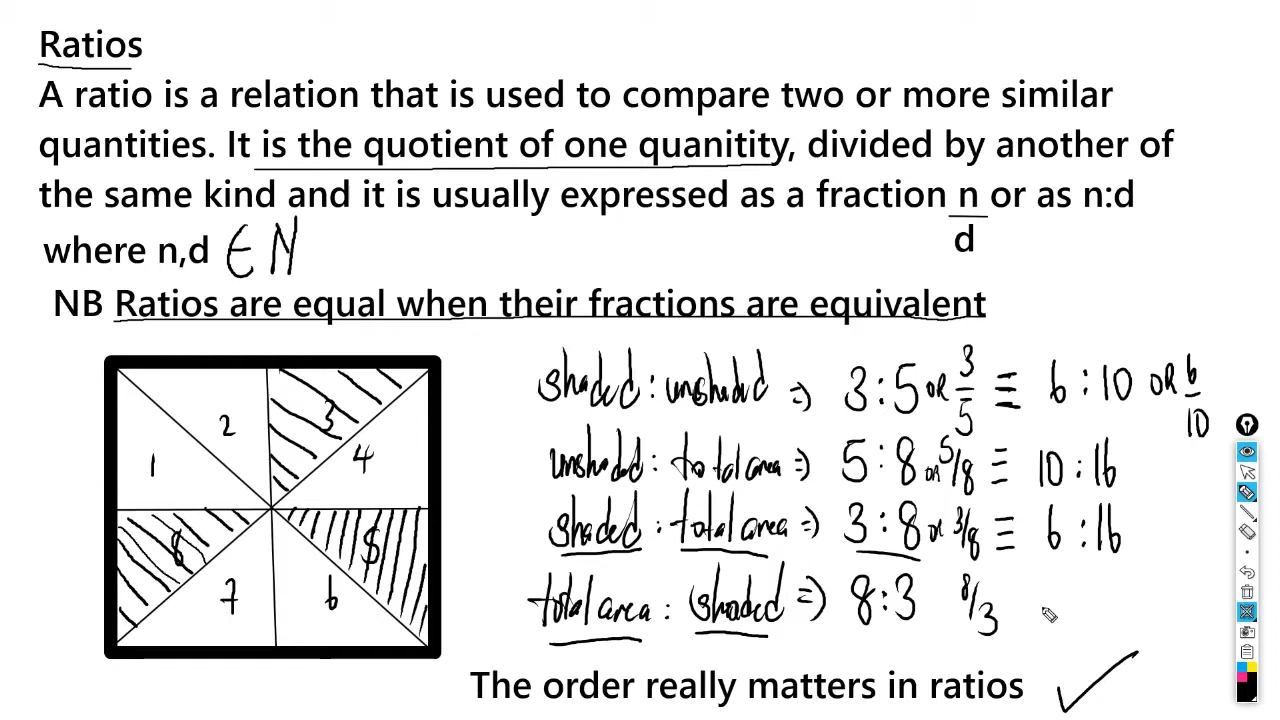 Ratios
A ratio is a relation that is used to compare two or more similar
quantities. It is the quotient of one quanitity, divided by another of
the same kind and it is usually expressed as a fraction n or as n:d
d
where n,d ∈ N
NB Ratios are equal when their fractions are equivalent
1
2
3
4
8
5
7
6
shaded : unshaded => 3 : 5 OR 3/5 ≡ 6 : 10 OR 6/10
unshaded : total area => 5 : 8 OR 5/8 ≡ 10 : 16
shaded : total area => 3 : 8 or 3/8 ≡ 6 : 16
total area : shaded => 8 : 3 8/3
The order really matters in ratios